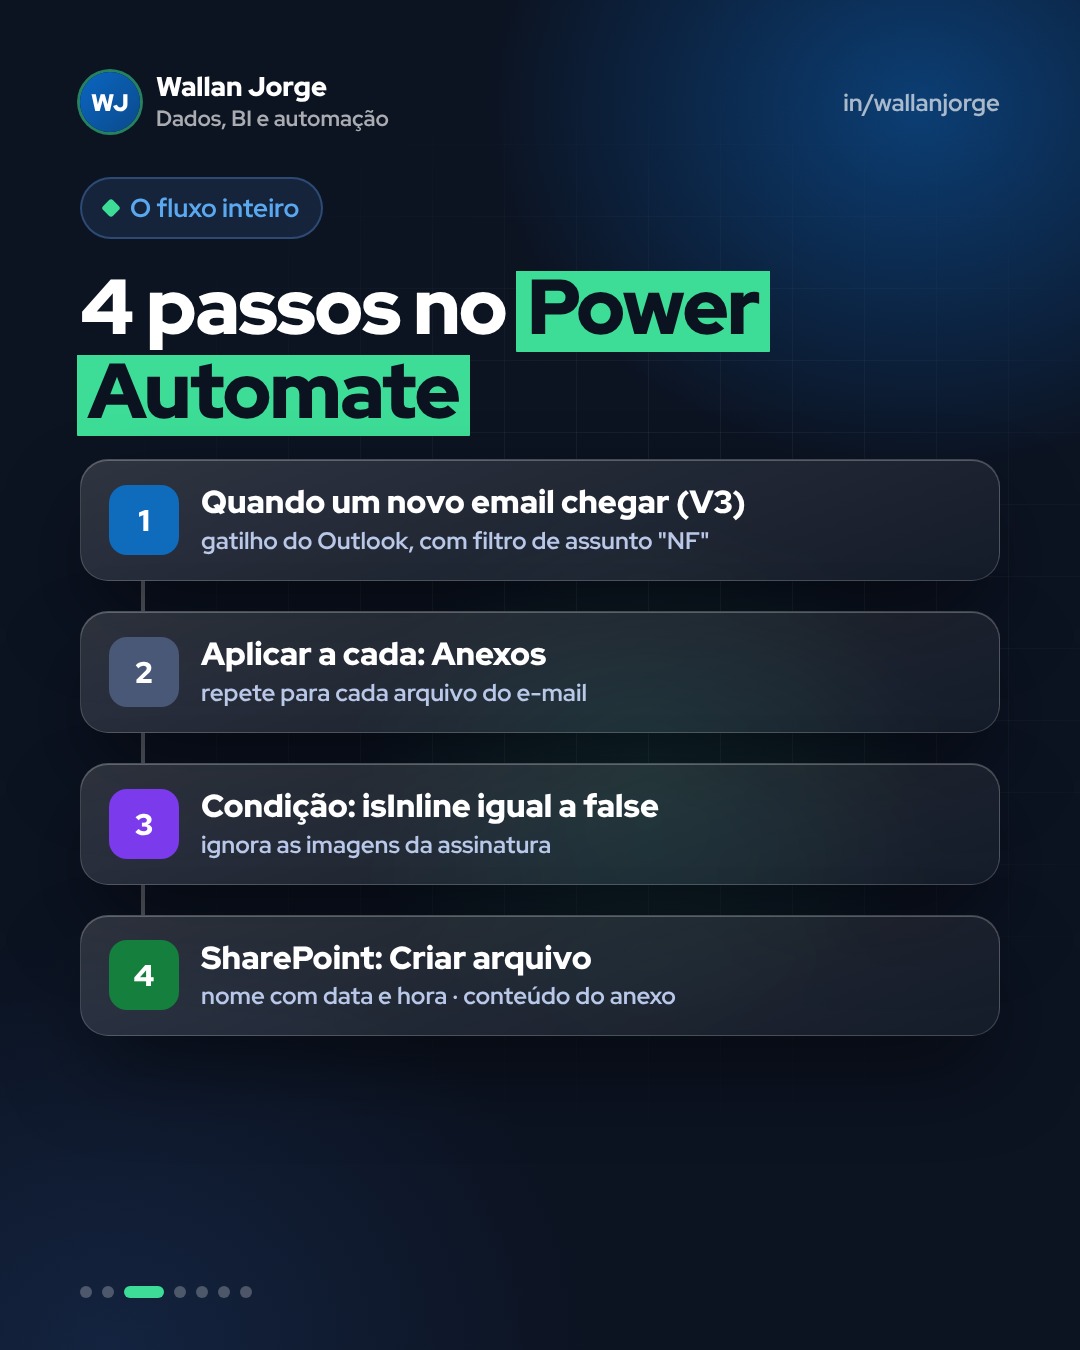 WJ
Wallan Jorge
Dados, BI e automação
in/wallanjorge
O fluxo inteiro
4 passos no Power
Automate
1
Quando um novo email chegar (V3)
gatilho do Outlook, com filtro de assunto "NF"
2
Aplicar a cada: Anexos
repete para cada arquivo do e-mail
3
Condição: isInline igual a false
ignora as imagens da assinatura
4
SharePoint: Criar arquivo
nome com data e hora · conteúdo do anexo